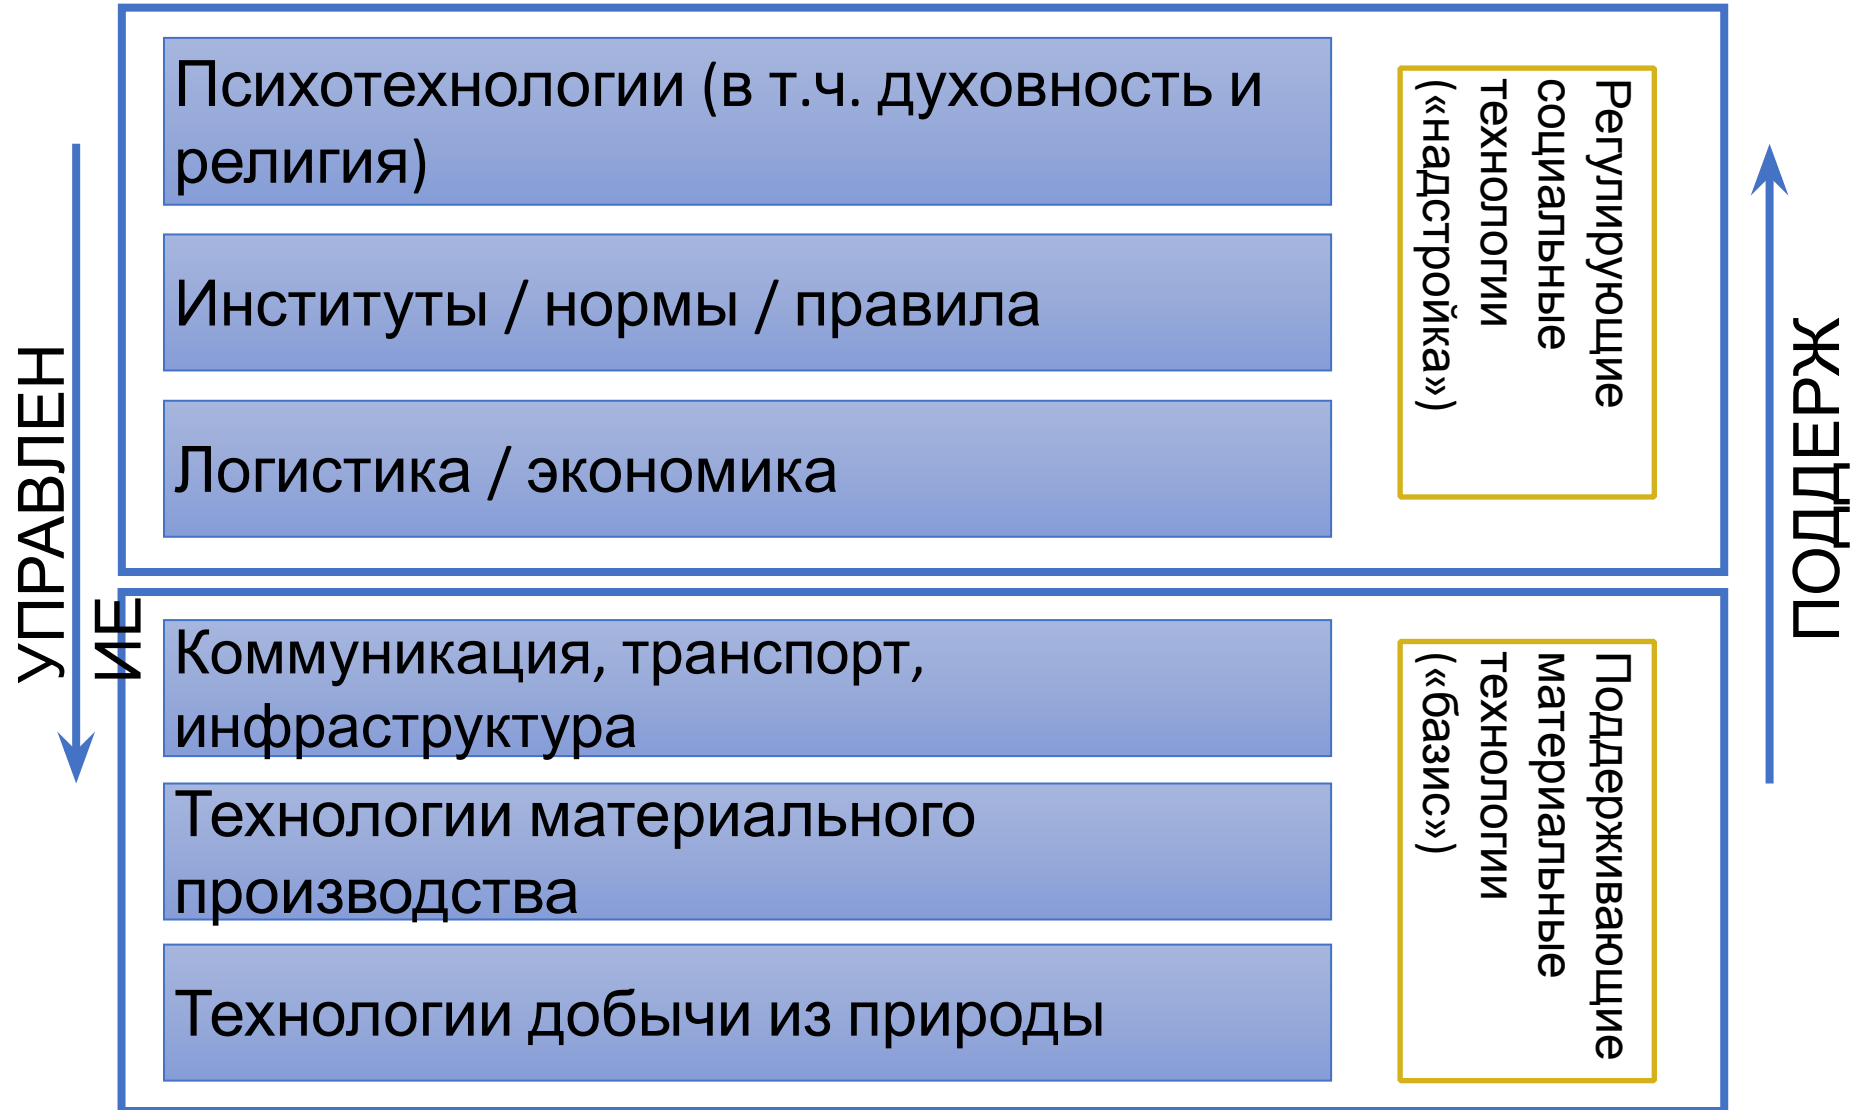 Психотехнологии (в т.ч. духовность и
религия)
Институты / нормы / правила
Логистика / экономика
Регулирующие
социальные
технологии
(«надстройка»)
УПРАВЛЕН
ИЕ
ПОДДЕРЖ
Коммуникация, транспорт,
инфраструктура
Технологии материального
производства
Технологии добычи из природы
Поддерживающие
материальные
технологии
(«базис»)